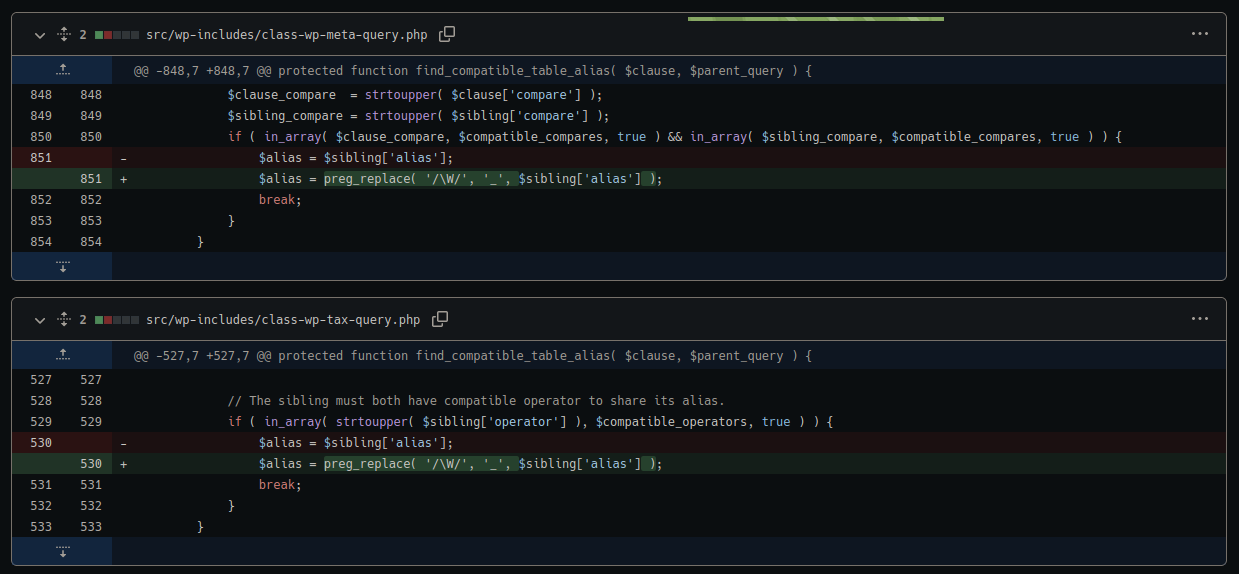 2 src/wp-includes/class-wp-meta-query.php
@@ -848,7 +848,7 @@ protected function find_compatible_table_alias( $clause, $parent_query ) {
848 848 $clause_compare  = strtoupper( $clause['compare'] );
849 849 $sibling_compare = strtoupper( $sibling['compare'] );
850 850 if ( in_array( $clause_compare, $compatible_compares, true ) && in_array( $sibling_compare, $compatible_compares, true ) ) {
851 - $alias = $sibling['alias'];
851 + $alias = preg_replace( '/\W/', '_', $sibling['alias'] );
852 852 break;
853 853 }
854 854 }
2 src/wp-includes/class-wp-tax-query.php
@@ -527,7 +527,7 @@ protected function find_compatible_table_alias( $clause, $parent_query ) {
527 527
528 528 // The sibling must both have compatible operator to share its alias.
529 529 if ( in_array( strtoupper( $sibling['operator'] ), $compatible_operators, true ) ) {
530 - $alias = $sibling['alias'];
530 + $alias = preg_replace( '/\W/', '_', $sibling['alias'] );
531 531 break;
532 532 }
533 533 }